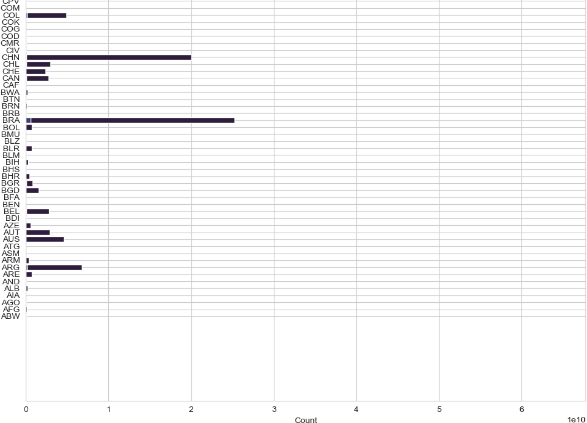 CPV
COM
COL
COK
COG
COD
CMR
CIV
CHN
CHL
CHE
CAN
CAF
BWA
BTN
BRN
BRB
BRA
BOL
BMU
BLZ
BLR
BLM
BIH
BHS
BHR
BGR
BGD
BFA
BEN
BEL
BDI
AZE
AUT
AUS
ATG
ASM
ARM
ARG
ARE
AND
ALB
AIA
AGO
AFG
ABW
0 1 2 3 4 5 6
Count 1e10